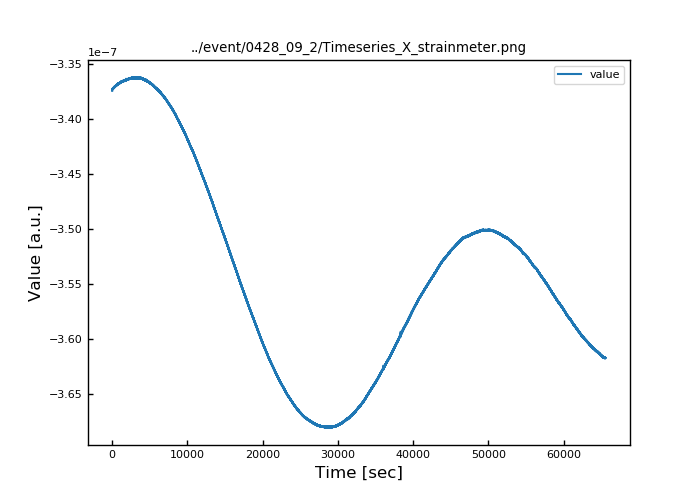 ../event/0428_09_2/Timeseries_X_strainmeter.png
1e−7
value
−3.35
−3.40
−3.45
−3.50
−3.55
−3.60
−3.65
Value [a.u.]
0 10000 20000 30000 40000 50000 60000
Time [sec]